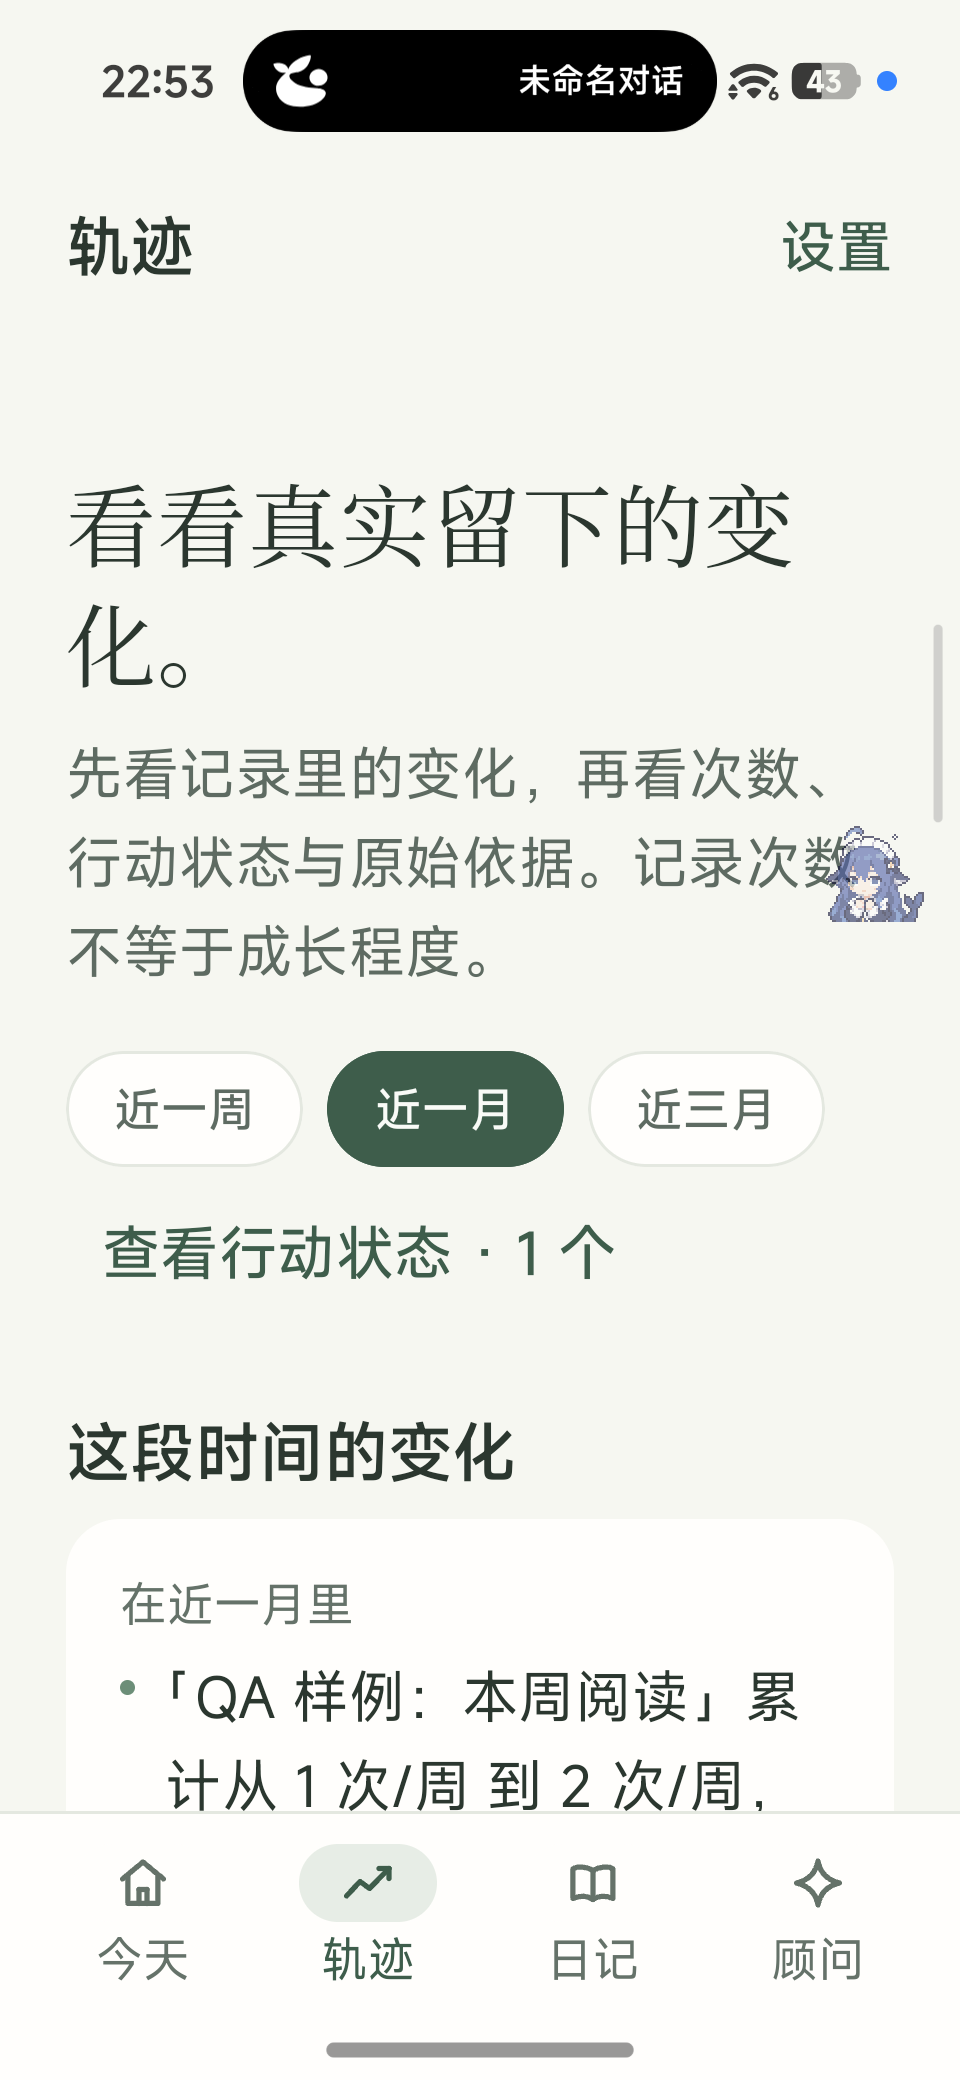 22:53
未命名对话
6
43
轨迹
设置
看看真实留下的变
化。
先看记录里的变化，再看次数、
行动状态与原始依据。记录次数
不等于成长程度。
近一周
近一月
近三月
查看行动状态 · 1 个
这段时间的变化
在近一月里
「QA 样例：本周阅读」累
计从 1 次/周 到 2 次/周，
今天
轨迹
日记
顾问